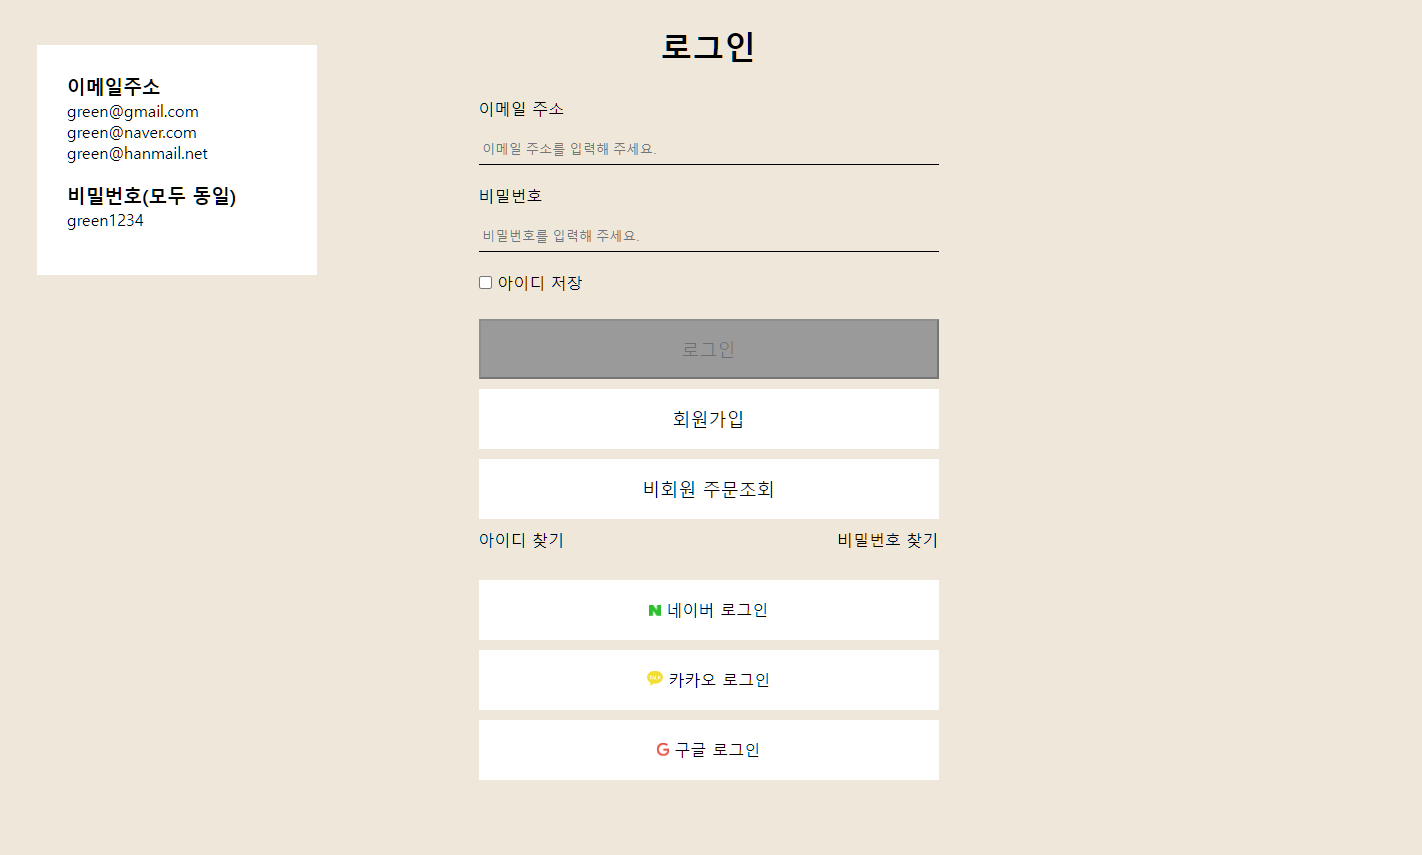 이메일주소
green@gmail.com
green@naver.com
green@hanmail.net
비밀번호(모두 동일)
green1234
로그인
이메일 주소
이메일 주소를 입력해 주세요.
비밀번호
비밀번호를 입력해 주세요.
아이디 저장
로그인
회원가입
비회원 주문조회
아이디 찾기 비밀번호 찾기
N 네이버 로그인
카카오 로그인
G 구글 로그인